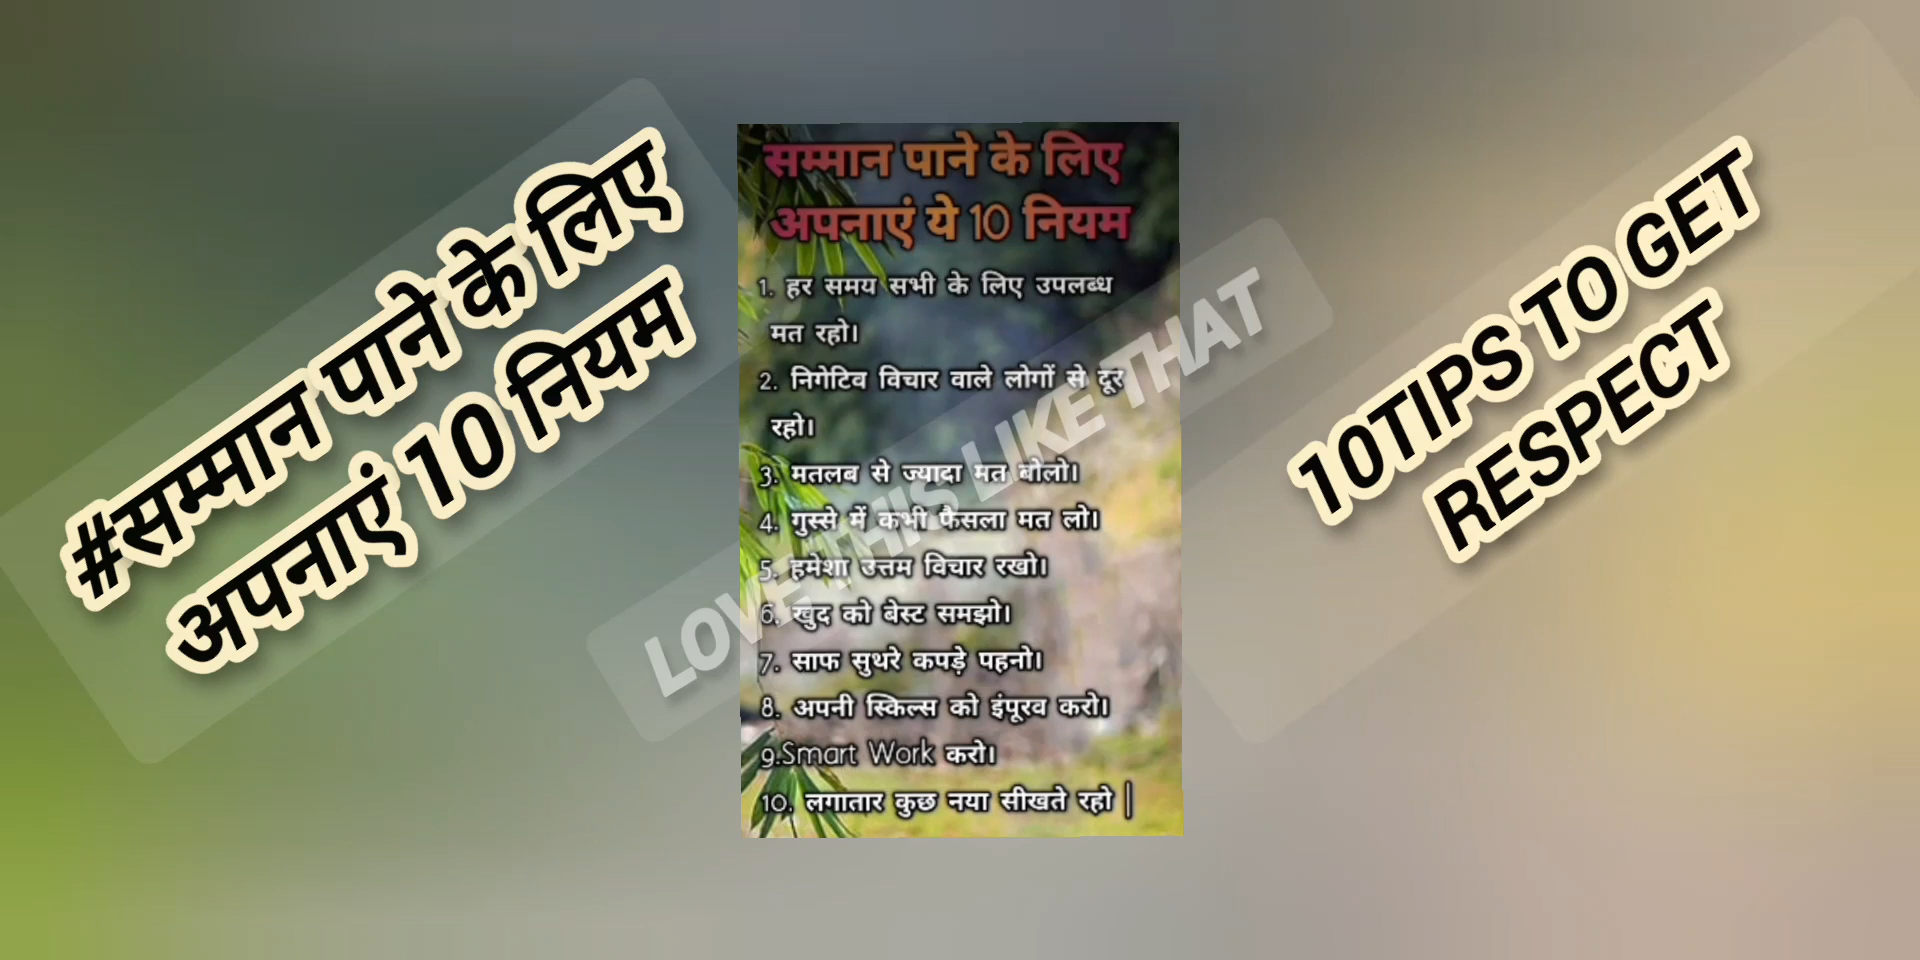 #सम्मान पाने के लिए
अपनाएं 10 नियम
सम्मान पाने के लिए
अपनाएं ये 10 नियम
1. हर समय सभी के लिए उपलब्ध
मत रहो।
2. निगेटिव विचार वाले लोगों से दूर
रहो।
3. मतलब से ज्यादा मत बोलो।
4. गुस्से में कभी फैसला मत लो।
5. हमेशा उत्तम विचार रखो।
6. खुद को बेस्ट समझो।
7. साफ सुथरे कपड़े पहनो।
8. अपनी स्किल्स को इंपूरव करो।
9.Smart Work करो।
10. लगातार कुछ नया सीखते रहो |
LOVE THIS LIKE THAT
10TIPS TO GET
RESPECT